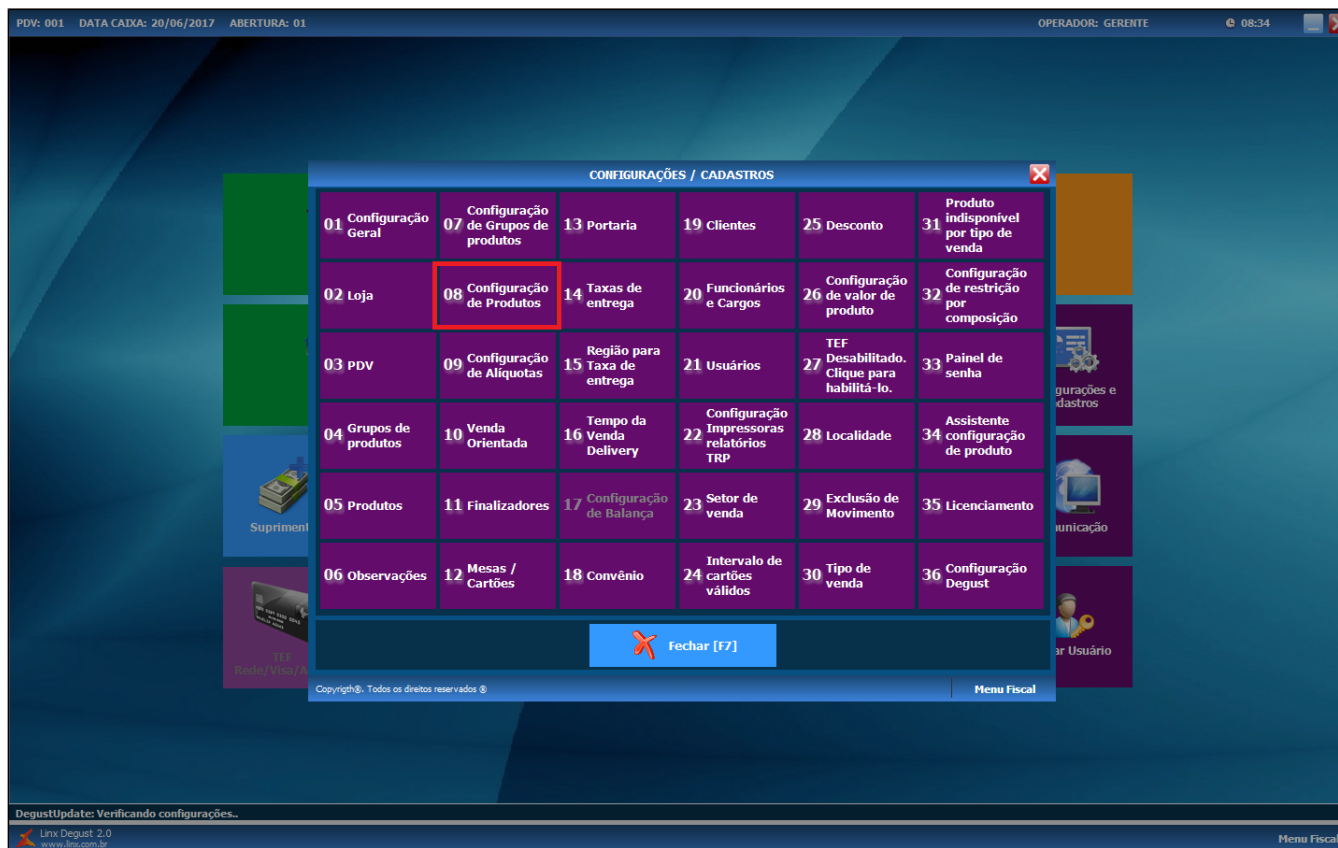 PDV: 001 DATA CAIXA: 20/06/2017 ABERTURA: 01
OPERADOR: GERENTE
08:34
CONFIGURAÇÕES / CADASTROS
01 Configuração
Geral
07 Configuração
de Grupos de
produtos
13 Portaria
19 Clientes
25 Desconto
31 Produto
indisponível
por tipo de
venda
02 Loja
08 Configuração
de Produtos
14 Taxas de
entrega
20 Funcionários
e Cargos
26 Configuração
de valor de
produto
32 Configuração
de restrição
por
composição
03 PDV
09 Configuração
de Alíquotas
15 Região para
Taxa de
entrega
21 Usuários
27 TEF
Desabilitado.
Clique para
habilitá-lo.
33 Painel de
senha
04 Grupos de
produtos
10 Venda
Orientada
16 Tempo da
Venda
Delivery
22 Configuração
Impressoras
relatórios
TRP
28 Localidade
34 Assistente
configuração
de produto
05 Produtos
11 Finalizadores
17 Configuração
de Balança
23 Setor de
venda
29 Exclusão de
Movimento
35 Licenciamento
06 Observações
12 Mesas /
Cartões
18 Convênio
24 Intervalo de
cartões
válidos
30 Tipo de
venda
36 Configuração
Degust
Fechar [F7]
Copyrigth®. Todos os direitos reservados ®
Menu Fiscal
gurações e
dastros
Supriment
unicação
TEF
Rede/Visa/A
ar Usuário
DegustUpdate: Verificando configurações..
Linx Degust 2.0
www.linx.com.br
Menu Fiscal